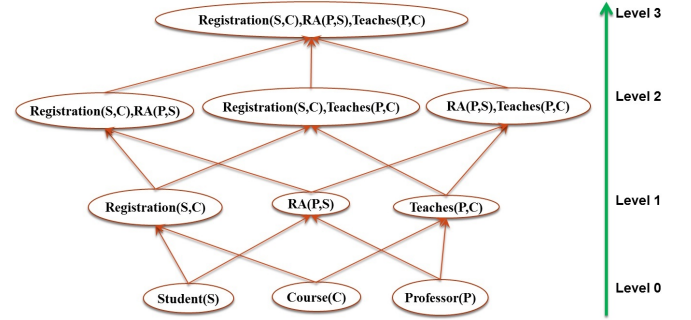 Registration(S,C),RA(P,S),Teaches(P,C)
Level 3
Registration(S,C),RA(P,S)
Registration(S,C),Teaches(P,C)
RA(P,S),Teaches(P,C)
Level 2
Registration(S,C)
RA(P,S)
Teaches(P,C)
Level 1
Student(S)
Course(C)
Professor(P)
Level 0